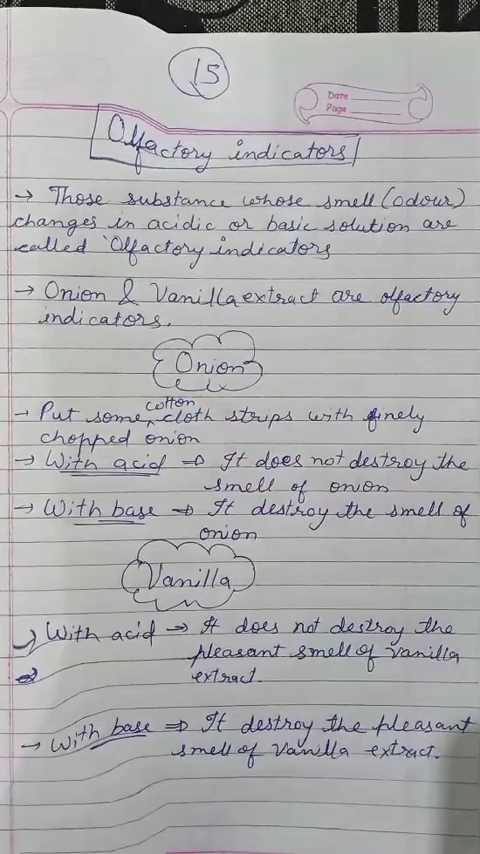 15
Date
Page
Olfactory indicators
→ Those substance whose smell (odour)
changes in acidic or basic solution are
called Olfactory indicators
→ Onion & Vanilla extract are olfactory
indicators.
Onion
→ Put some cotton cloth strips with finely
chopped onion
→ With acid ⇒ It does not destroy the
smell of onion
→ With base ⇒ It destroy the smell of
onion
Vanilla
→ With acid → It does not destroy the
pleasant smell of vanilla
extract.
→ With base ⇒ It destroy the pleasant
smell of Vanilla extract.